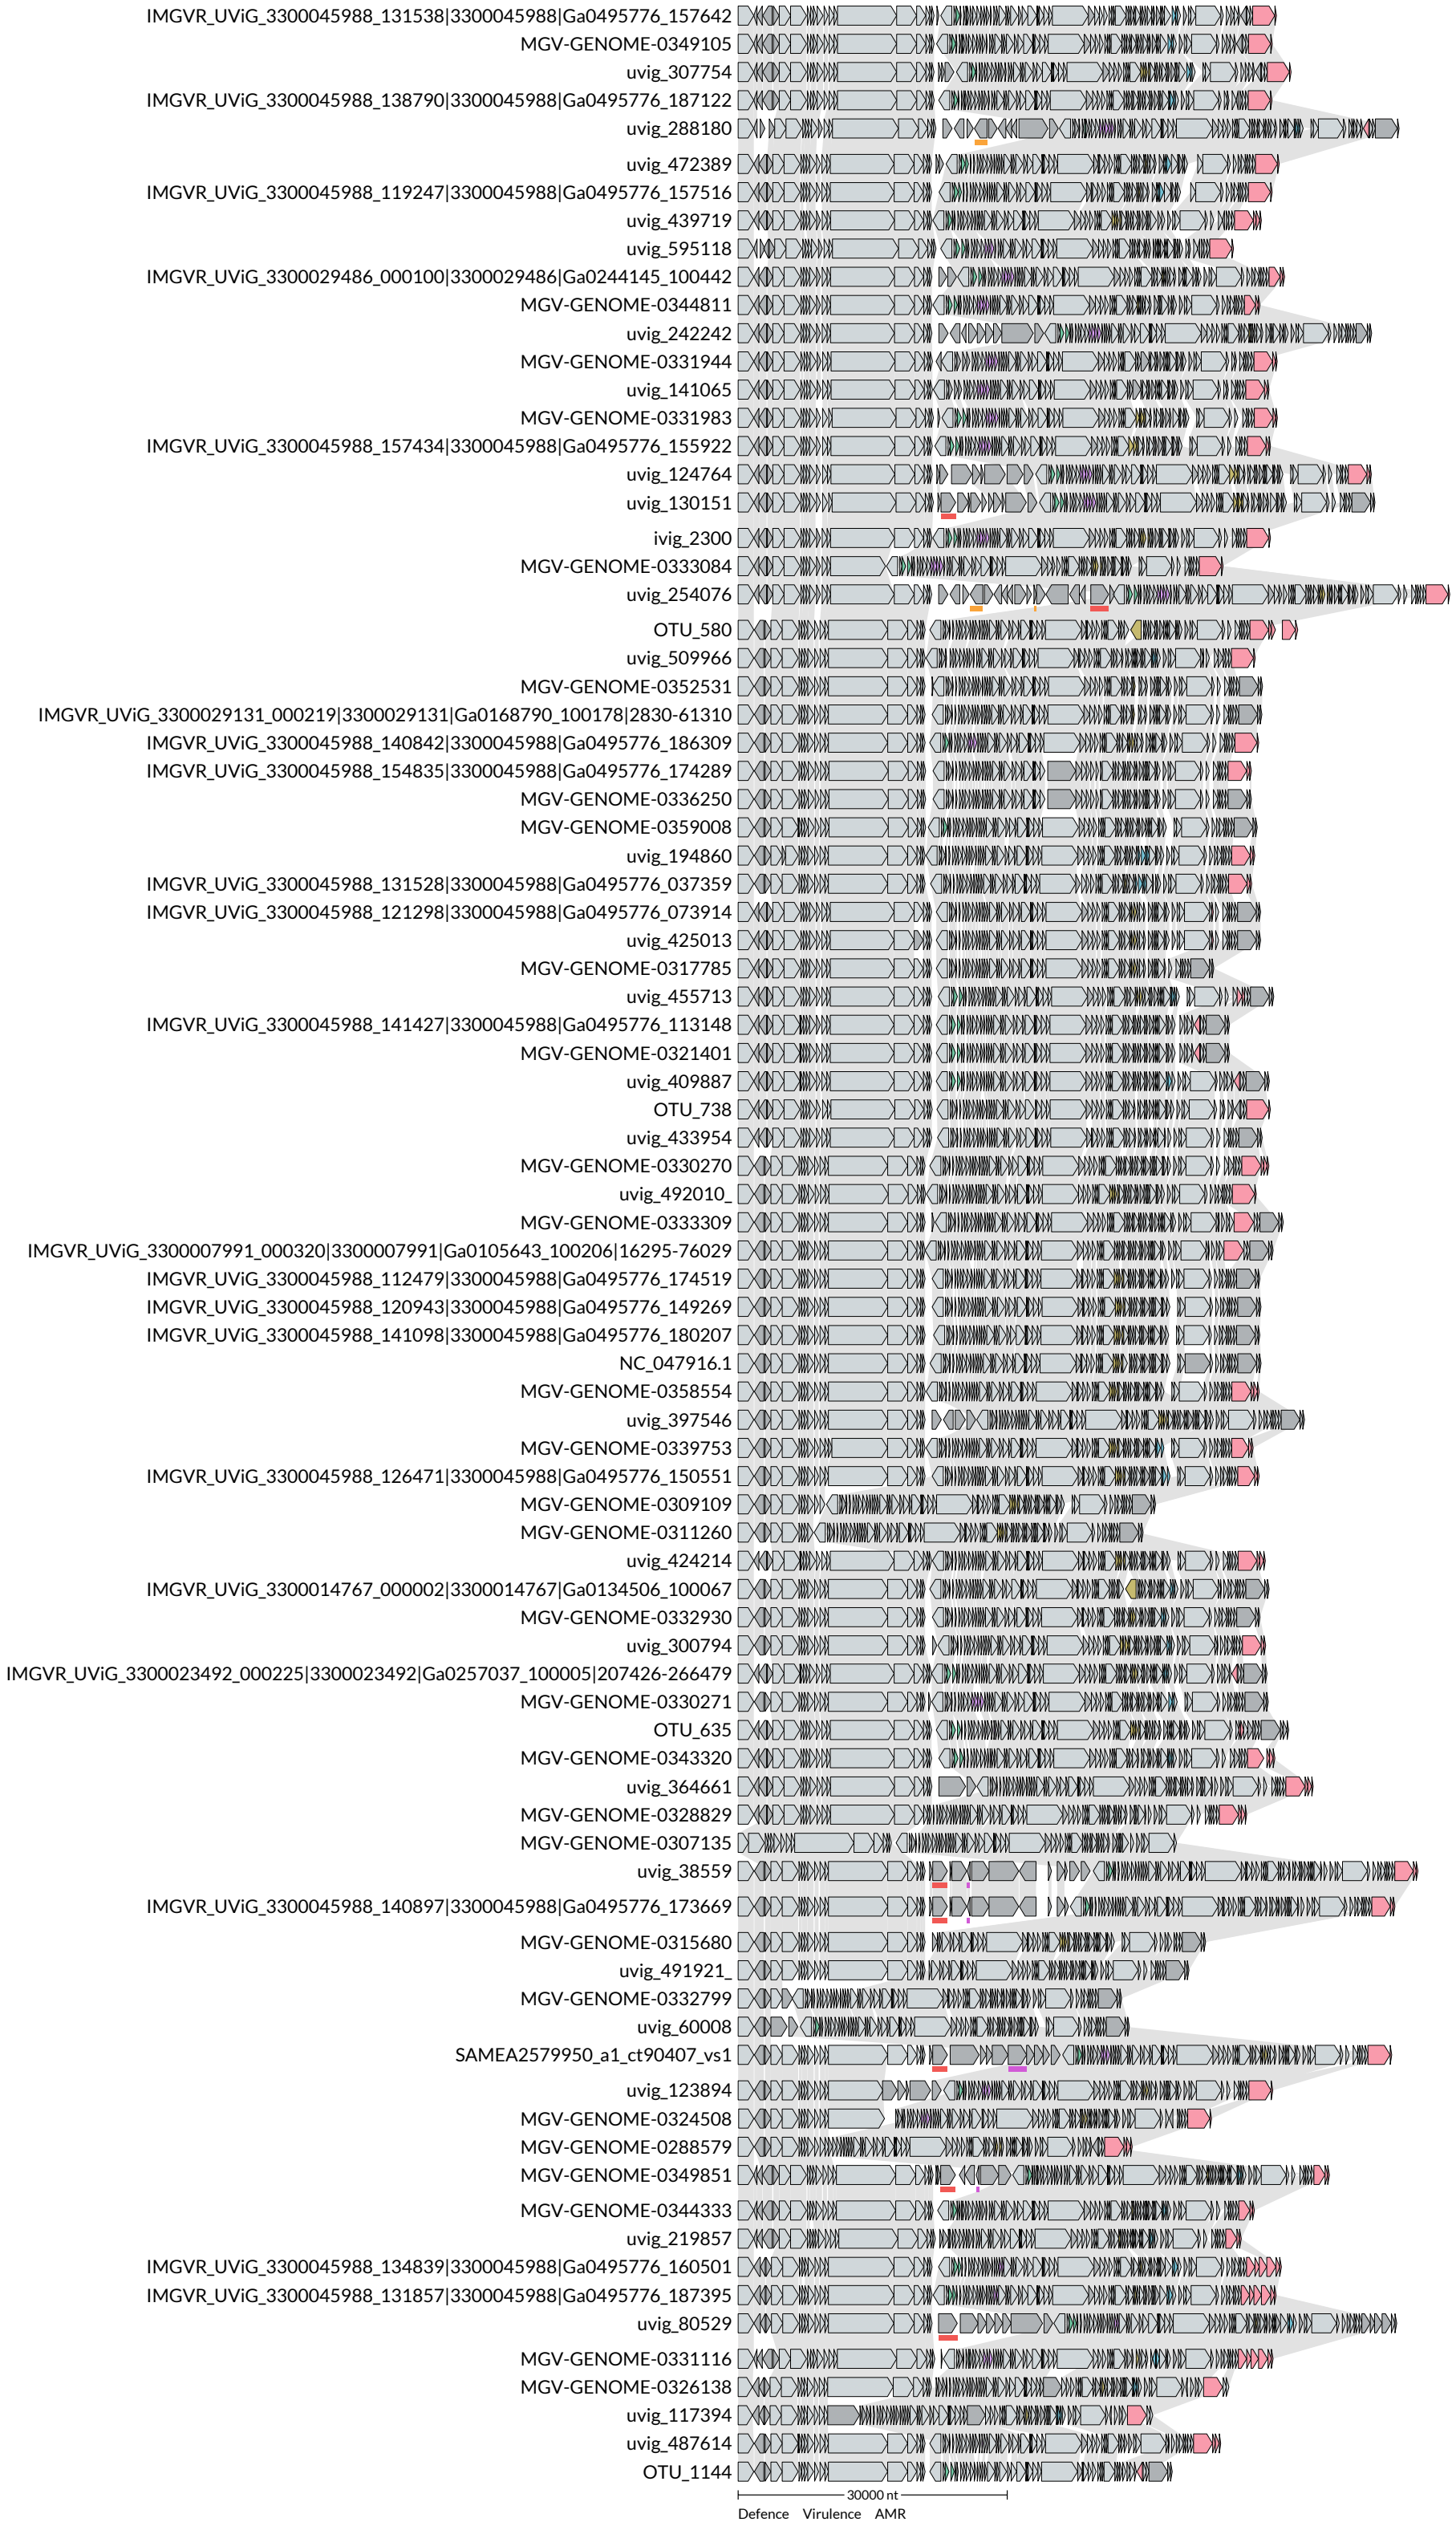 IMGVR_UViG_3300045988_131538|3300045988|Ga0495776_157642
MGV-GENOME-0349105
uvig_307754
IMGVR_UViG_3300045988_138790|3300045988|Ga0495776_187122
uvig_288180
uvig_472389
IMGVR_UViG_3300045988_119247|3300045988|Ga0495776_157516
uvig_439719
uvig_595118
IMGVR_UViG_3300029486_000100|3300029486|Ga0244145_100442
MGV-GENOME-0344811
uvig_242242
MGV-GENOME-0331944
uvig_141065
MGV-GENOME-0331983
IMGVR_UViG_3300045988_157434|3300045988|Ga0495776_155922
uvig_124764
uvig_130151
ivig_2300
MGV-GENOME-0333084
uvig_254076
OTU_580
uvig_509966
MGV-GENOME-0352531
IMGVR_UViG_3300029131_000219|3300029131|Ga0168790_100178|2830-61310
IMGVR_UViG_3300045988_140842|3300045988|Ga0495776_186309
IMGVR_UViG_3300045988_154835|3300045988|Ga0495776_174289
MGV-GENOME-0336250
MGV-GENOME-0359008
uvig_194860
IMGVR_UViG_3300045988_131528|3300045988|Ga0495776_037359
IMGVR_UViG_3300045988_121298|3300045988|Ga0495776_073914
uvig_425013
MGV-GENOME-0317785
uvig_455713
IMGVR_UViG_3300045988_141427|3300045988|Ga0495776_113148
MGV-GENOME-0321401
uvig_409887
OTU_738
uvig_433954
MGV-GENOME-0330270
uvig_492010_
MGV-GENOME-0333309
IMGVR_UViG_3300007991_000320|3300007991|Ga0105643_100206|16295-76029
IMGVR_UViG_3300045988_112479|3300045988|Ga0495776_174519
IMGVR_UViG_3300045988_120943|3300045988|Ga0495776_149269
IMGVR_UViG_3300045988_141098|3300045988|Ga0495776_180207
NC_047916.1
MGV-GENOME-0358554
uvig_397546
MGV-GENOME-0339753
IMGVR_UViG_3300045988_126471|3300045988|Ga0495776_150551
MGV-GENOME-0309109
MGV-GENOME-0311260
uvig_424214
IMGVR_UViG_3300014767_000002|3300014767|Ga0134506_100067
MGV-GENOME-0332930
uvig_300794
IMGVR_UViG_3300023492_000225|3300023492|Ga0257037_100005|207426-266479
MGV-GENOME-0330271
OTU_635
MGV-GENOME-0343320
uvig_364661
MGV-GENOME-0328829
MGV-GENOME-0307135
uvig_38559
IMGVR_UViG_3300045988_140897|3300045988|Ga0495776_173669
MGV-GENOME-0315680
uvig_491921_
MGV-GENOME-0332799
uvig_60008
SAMEA2579950_a1_ct90407_vs1
uvig_123894
MGV-GENOME-0324508
MGV-GENOME-0288579
MGV-GENOME-0349851
MGV-GENOME-0344333
uvig_219857
IMGVR_UViG_3300045988_134839|3300045988|Ga0495776_160501
IMGVR_UViG_3300045988_131857|3300045988|Ga0495776_187395
uvig_80529
MGV-GENOME-0331116
MGV-GENOME-0326138
uvig_117394
uvig_487614
OTU_1144
30000 nt
Defence Virulence AMR